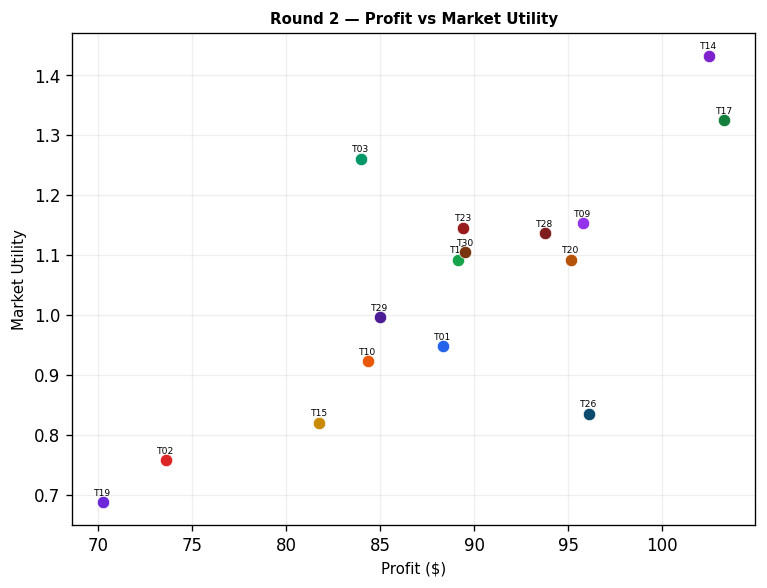 Round 2 — Profit vs Market Utility
Market Utility
1.4
1.3
1.2
1.1
1.0
0.9
0.8
0.7
T14
T17
T03
T23
T09
T28
T30
T20
T29
T01
T10
T26
T15
T02
T19
70 75 80 85 90 95 100
Profit ($)